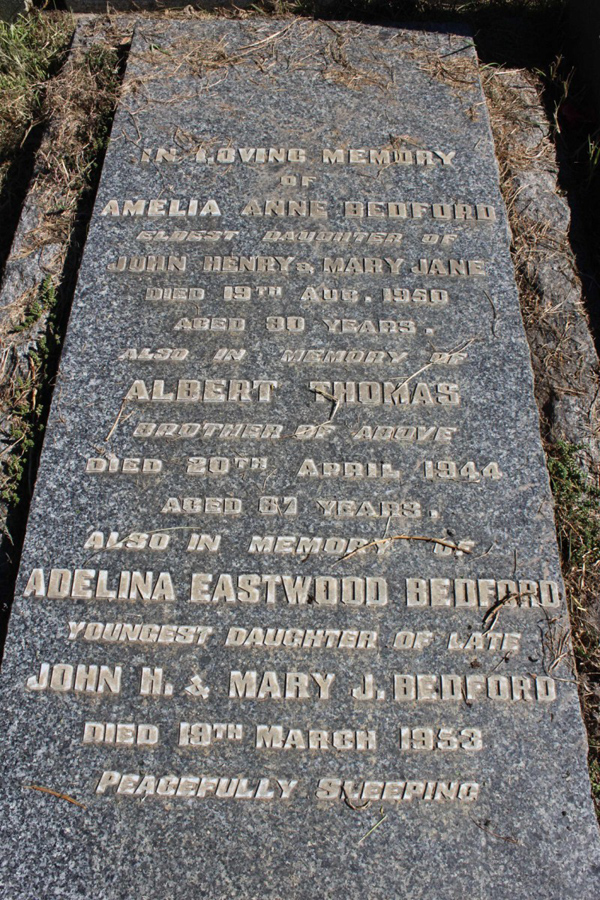 IN LOVING MEMORY
OF
AMELIA ANNE BEDFORD
ELDEST DAUGHTER OF
JOHN HENRY & MARY JANE
DIED 19TH AUG. 1950
AGED 80 YEARS.
ALSO IN MEMORY OF
ALBERT THOMAS
BROTHER OF ABOVE
DIED 20TH APRIL 1944
AGED 67 YEARS.
ALSO IN MEMORY OF
ADELINA EASTWOOD BEDFORD
YOUNGEST DAUGHTER OF LATE
JOHN H. & MARY J. BEDFORD
DIED 19TH MARCH 1953
PEACEFULLY SLEEPING